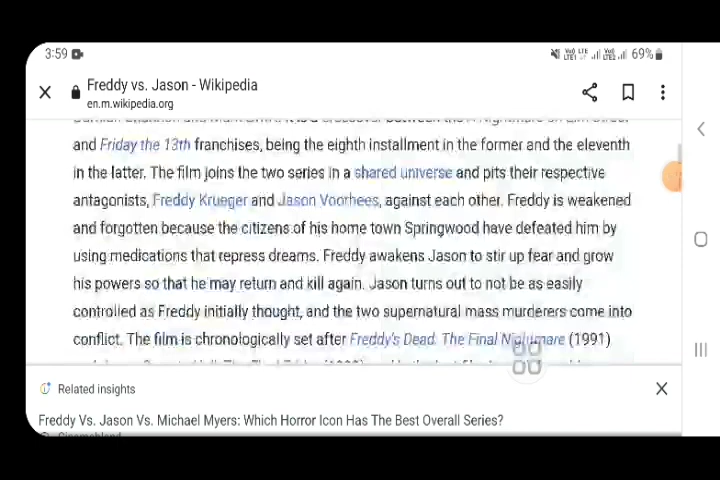 3:59
Vo) LTE1 Vo) LTE2 69%
Freddy vs. Jason - Wikipedia
en.m.wikipedia.org
and Friday the 13th franchises, being the eighth installment in the former and the eleventh
in the latter. The film joins the two series in a shared universe and pits their respective
antagonists, Freddy Krueger and Jason Voorhees, against each other. Freddy is weakened
and forgotten because the citizens of his home town Springwood have defeated him by
using medications that repress dreams. Freddy awakens Jason to stir up fear and grow
his powers so that he may return and kill again. Jason turns out to not be as easily
controlled as Freddy initially thought, and the two supernatural mass murderers come into
conflict. The film is chronologically set after Freddy's Dead: The Final Nightmare (1991)
Related insights
Freddy Vs. Jason Vs. Michael Myers: Which Horror Icon Has The Best Overall Series?